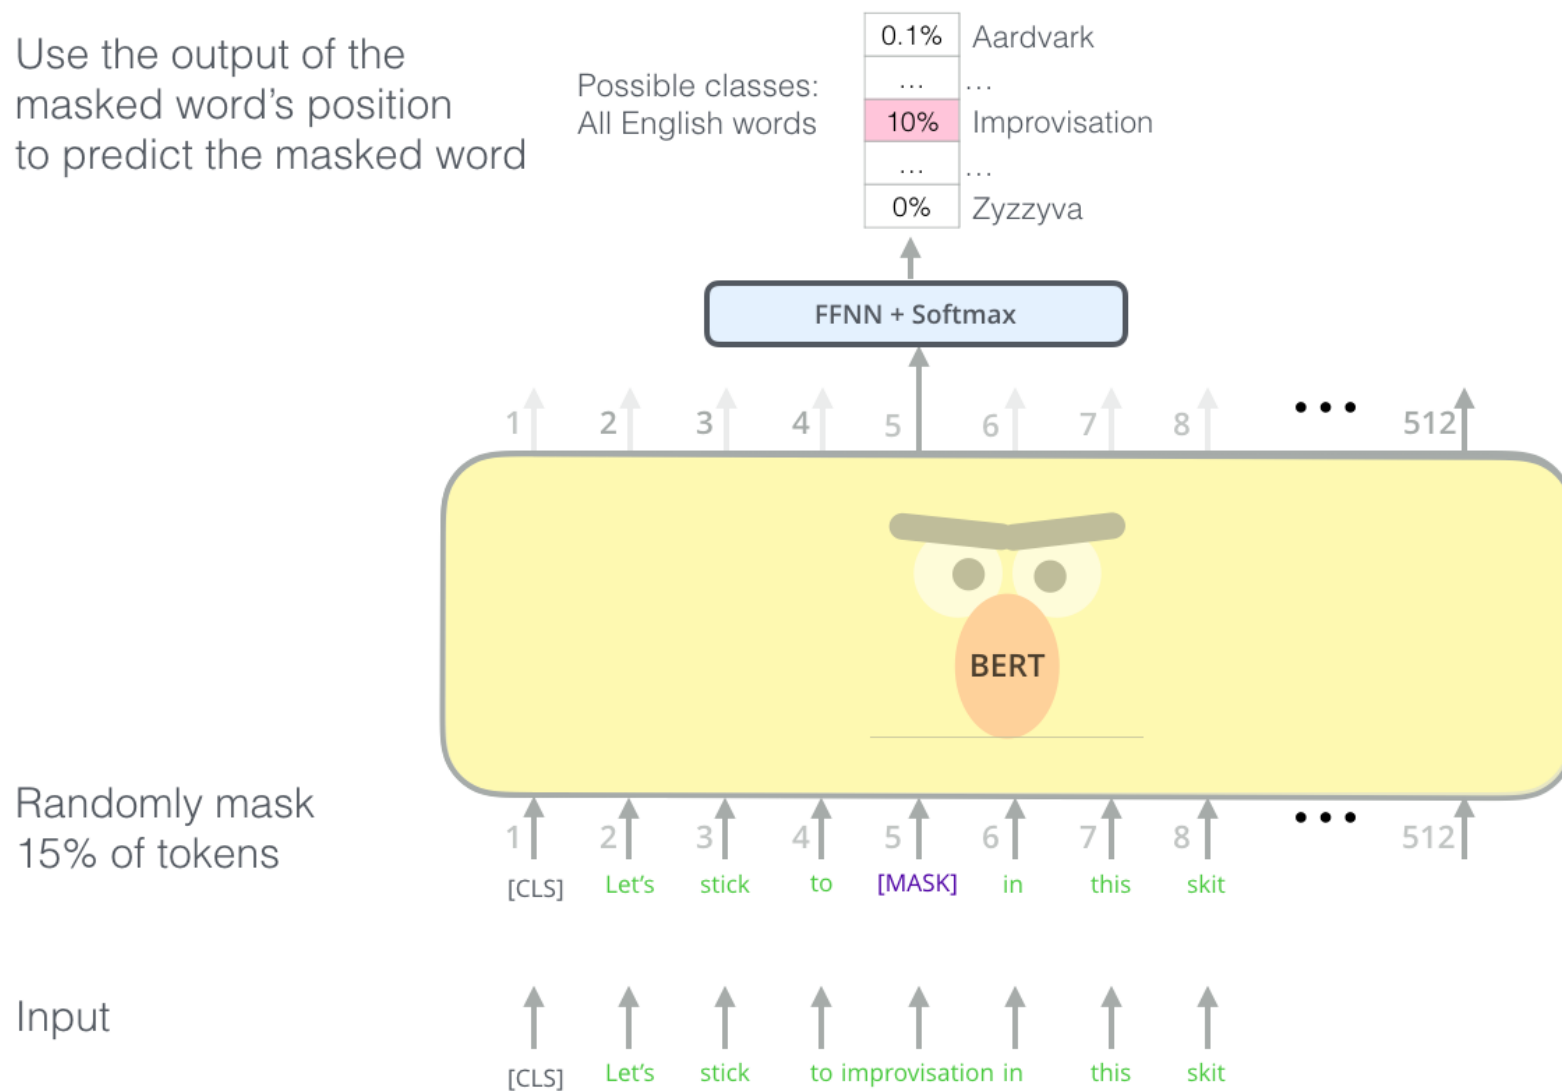 Use the output of the
masked word's position
to predict the masked word
Possible classes:
All English words
0.1% Aardvark
... ...
10% Improvisation
... ...
0% Zyzzyva
FFNN + Softmax
1 2 3 4 5 6 7 8 ••• 512
BERT
Randomly mask
15% of tokens
1 2 3 4 5 6 7 8 ••• 512
[CLS] Let's stick to [MASK] in this skit
Input
[CLS] Let's stick to improvisation in this skit